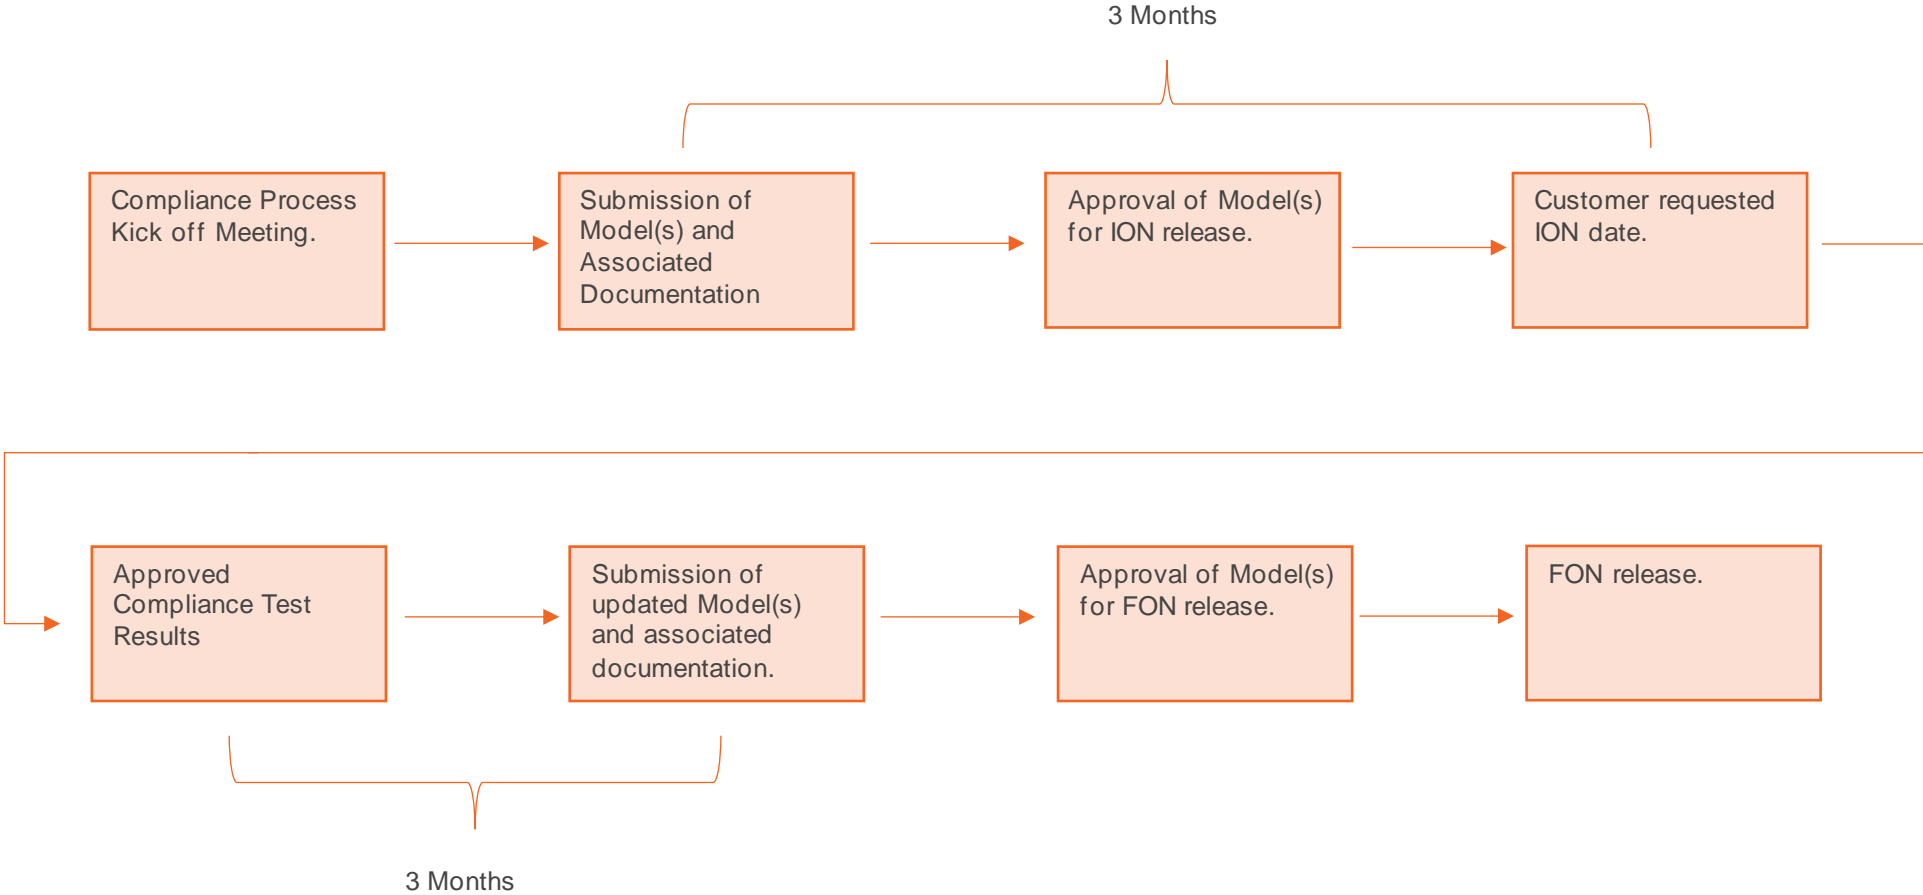 3 Months
Compliance Process
Kick off Meeting.
Submission of
Model(s) and
Associated
Documentation
Approval of Model(s)
for ION release.
Customer requested
ION date.
Approved
Compliance Test
Results
Submission of
updated Model(s)
and associated
documentation.
Approval of Model(s)
for FON release.
FON release.
3 Months